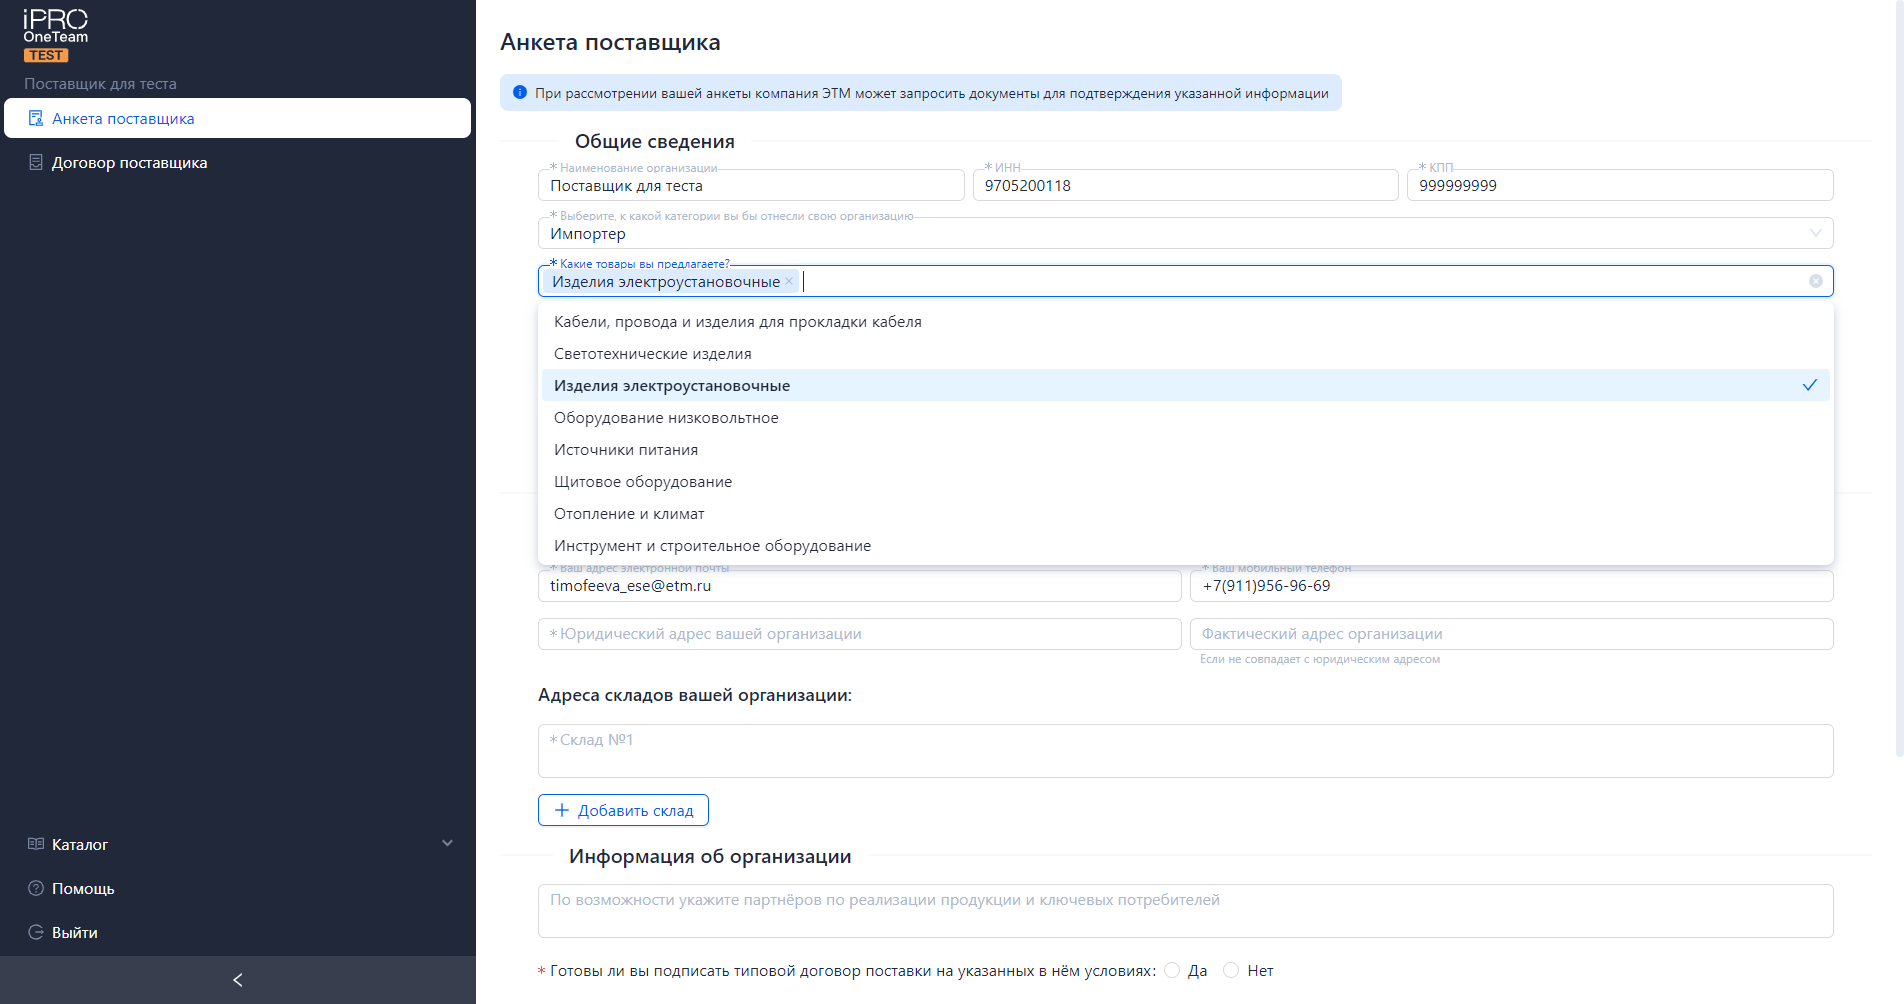 iPRO
OneTeam
TEST
Поставщик для теста
Анкета поставщика
Договор поставщика
Каталог
Помощь
Выйти
Анкета поставщика
При рассмотрении вашей анкеты компания ЭТМ может запросить документы для подтверждения указанной информации
Общие сведения
* Наименование организации
Поставщик для теста
* ИНН
9705200118
* КПП
999999999
* Выберите, к какой категории вы бы отнесли свою организацию
Импортер
* Какие товары вы предлагаете?
Изделия электроустановочные
Кабели, провода и изделия для прокладки кабеля
Светотехнические изделия
Изделия электроустановочные
Оборудование низковольтное
Источники питания
Щитовое оборудование
Отопление и климат
Инструмент и строительное оборудование
* Ваш адрес электронной почты
timofeeva_ese@etm.ru
* Ваш мобильный телефон
+7(911)956-96-69
* Юридический адрес вашей организации
Фактический адрес организации
Если не совпадает с юридическим адресом
Адреса складов вашей организации:
* Склад №1
+ Добавить склад
Информация об организации
По возможности укажите партнёров по реализации продукции и ключевых потребителей
* Готовы ли вы подписать типовой договор поставки на указанных в нём условиях: Да Нет